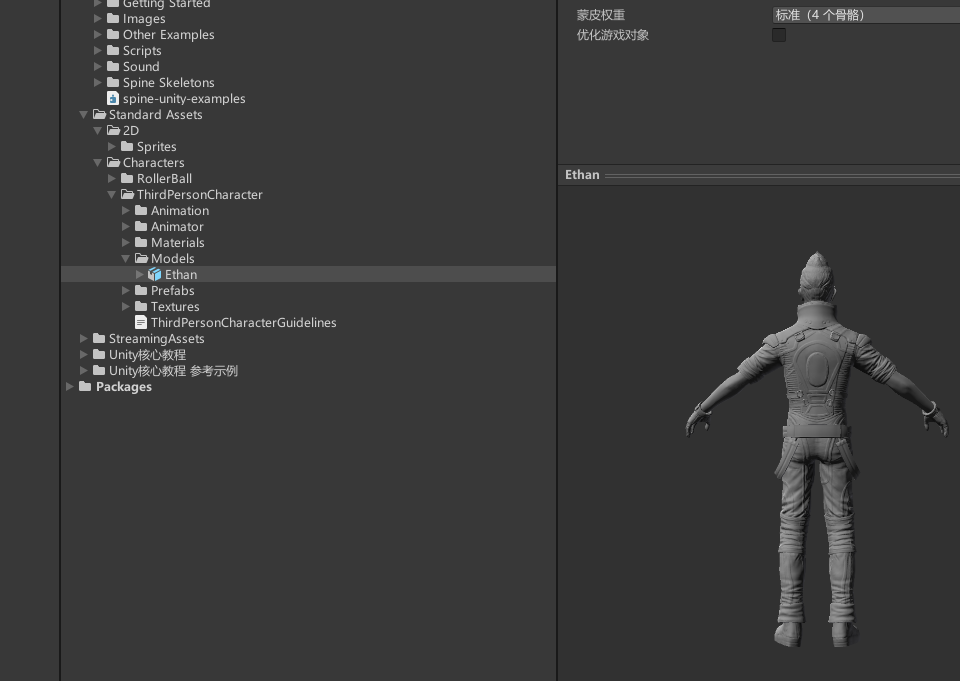 Getting Started
Images
Other Examples
Scripts
Sound
Spine Skeletons
spine-unity-examples
Standard Assets
2D
Sprites
Characters
RollerBall
ThirdPersonCharacter
Animation
Animator
Materials
Models
Ethan
Prefabs
Textures
ThirdPersonCharacterGuidelines
StreamingAssets
Unity核心教程
Unity核心教程 参考示例
Packages
蒙皮权重 标准（4 个骨骼）
优化游戏对象
Ethan